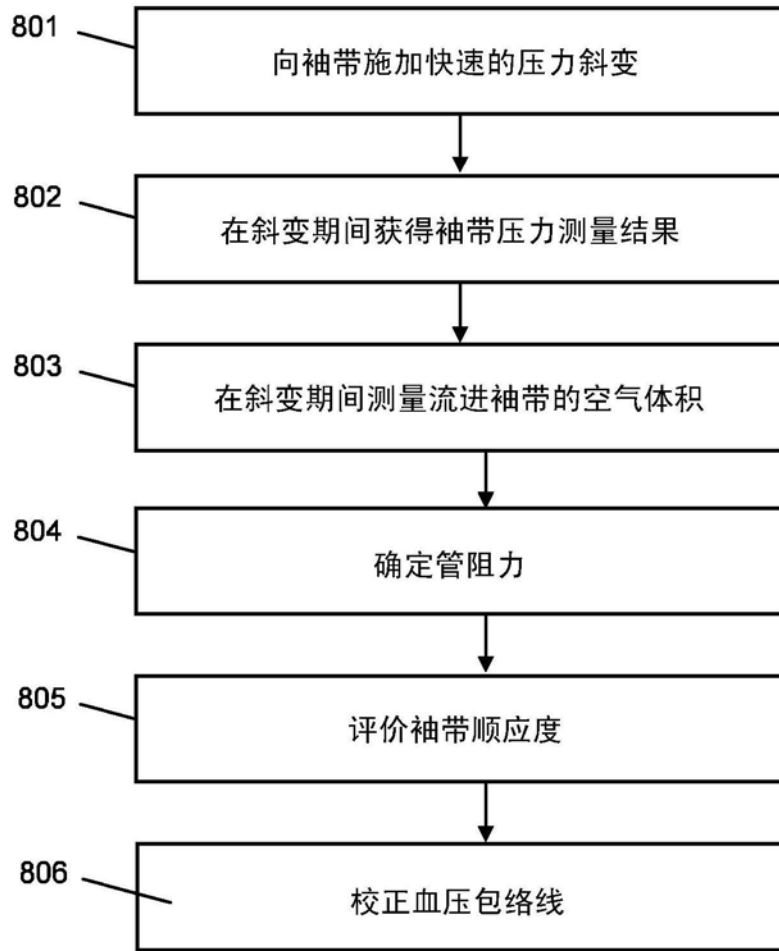 801
向袖带施加快速的压力斜变
802
在斜变期间获得袖带压力测量结果
803
在斜变期间测量流进袖带的空气体积
804
确定管阻力
805
评价袖带顺应度
806
校正血压包络线